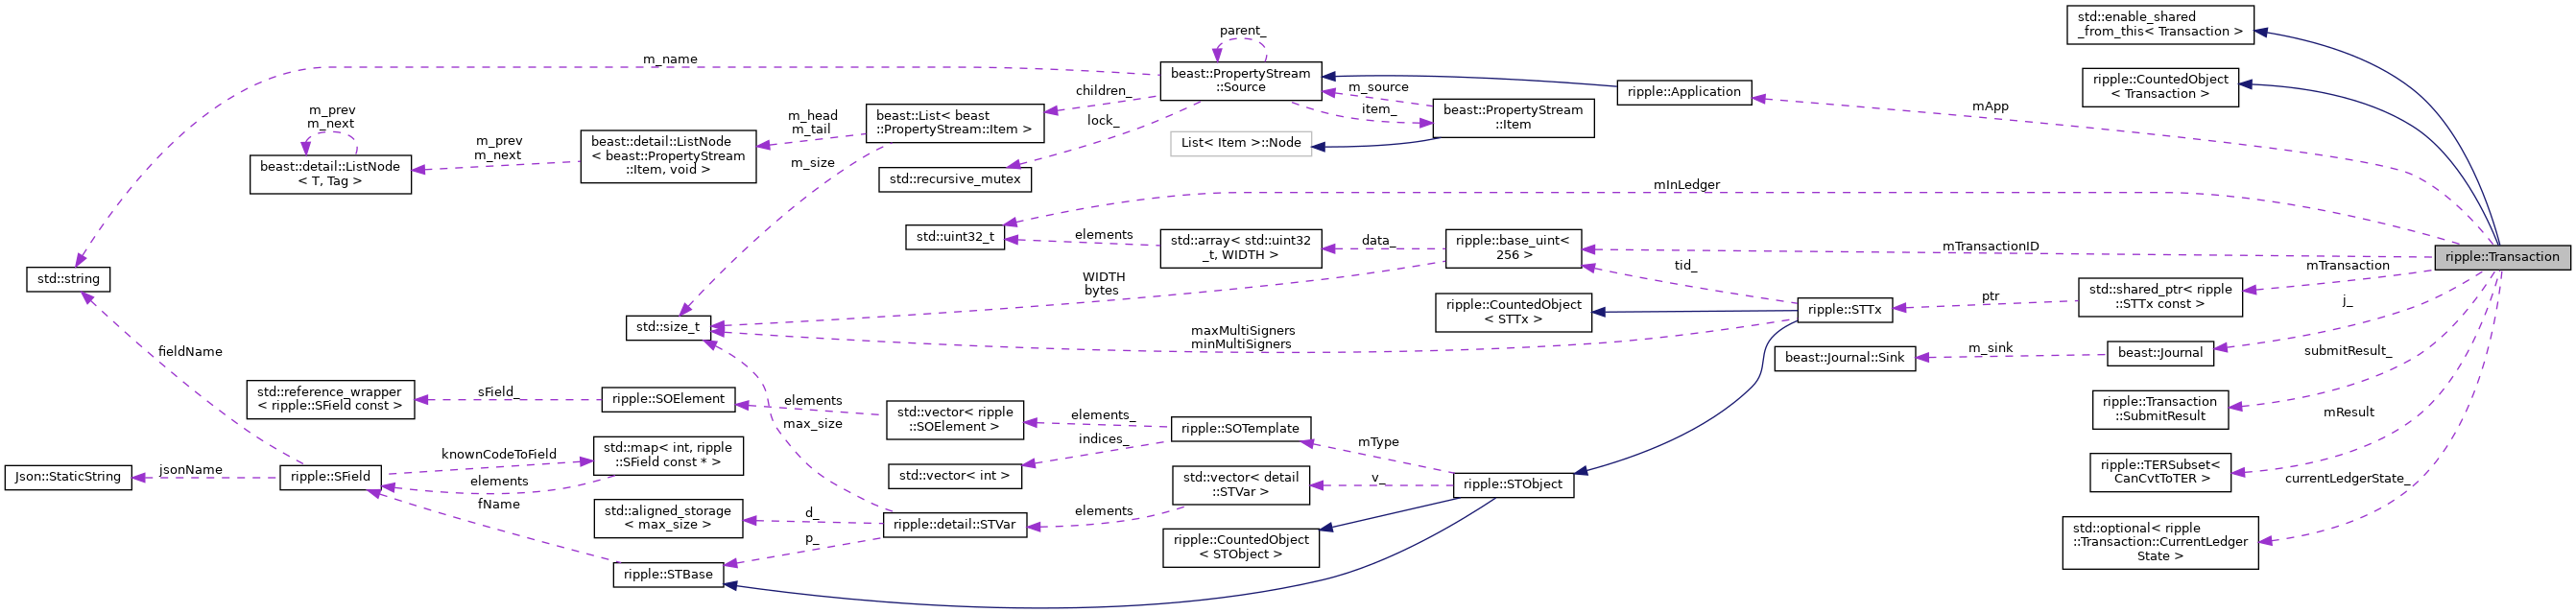 std::enable_shared
_from_this< Transaction >
ripple::CountedObject
< Transaction >
ripple::Application
mApp
parent_
beast::PropertyStream
::Source
m_name
children_
m_source
item_
lock_
beast::PropertyStream
::Item
List< Item >::Node
beast::List< beast
::PropertyStream::Item >
m_head
m_tail
beast::detail::ListNode
< beast::PropertyStream
::Item, void >
m_prev
m_next
m_prev
m_next
beast::detail::ListNode
< T, Tag >
m_size
std::recursive_mutex
mInLedger
std::uint32_t
elements
std::array< std::uint32
_t, WIDTH >
data_
ripple::base_uint<
256 >
mTransactionID
ripple::Transaction
tid_
mTransaction
std::string
WIDTH
bytes
ripple::CountedObject
< STTx >
ripple::STTx
ptr
std::shared_ptr< ripple
::STTx const >
j_
std::size_t
maxMultiSigners
minMultiSigners
beast::Journal::Sink
m_sink
beast::Journal
submitResult_
fieldName
std::reference_wrapper
< ripple::SField const >
sField_
ripple::SOElement
elements
max_size
std::vector< ripple
::SOElement >
elements_
indices_
ripple::SOTemplate
mType
ripple::Transaction
::SubmitResult
mResult
knownCodeToField
elements
std::map< int, ripple
::SField const * >
std::vector< int >
std::vector< detail
::STVar >
v_
ripple::STObject
ripple::TERSubset<
CanCvtToTER >
currentLedgerState_
Json::StaticString
jsonName
ripple::SField
fName
std::aligned_storage
< max_size >
d_
p_
ripple::detail::STVar
elements
ripple::CountedObject
< STObject >
std::optional< ripple
::Transaction::CurrentLedger
State >
ripple::STBase